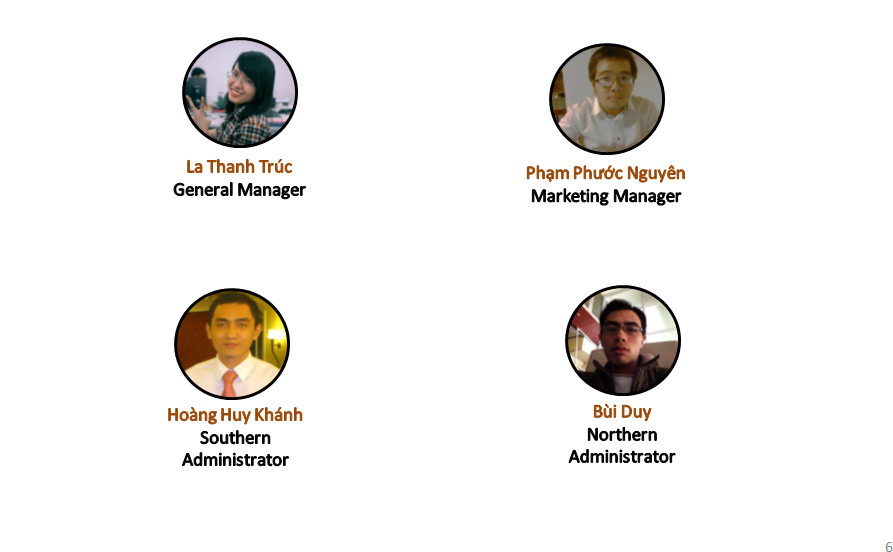 La Thanh Trúc
General Manager
Phạm Phước Nguyên
Marketing Manager
Hoàng Huy Khánh
Southern
Administrator
Bùi Duy
Northern
Administrator
6